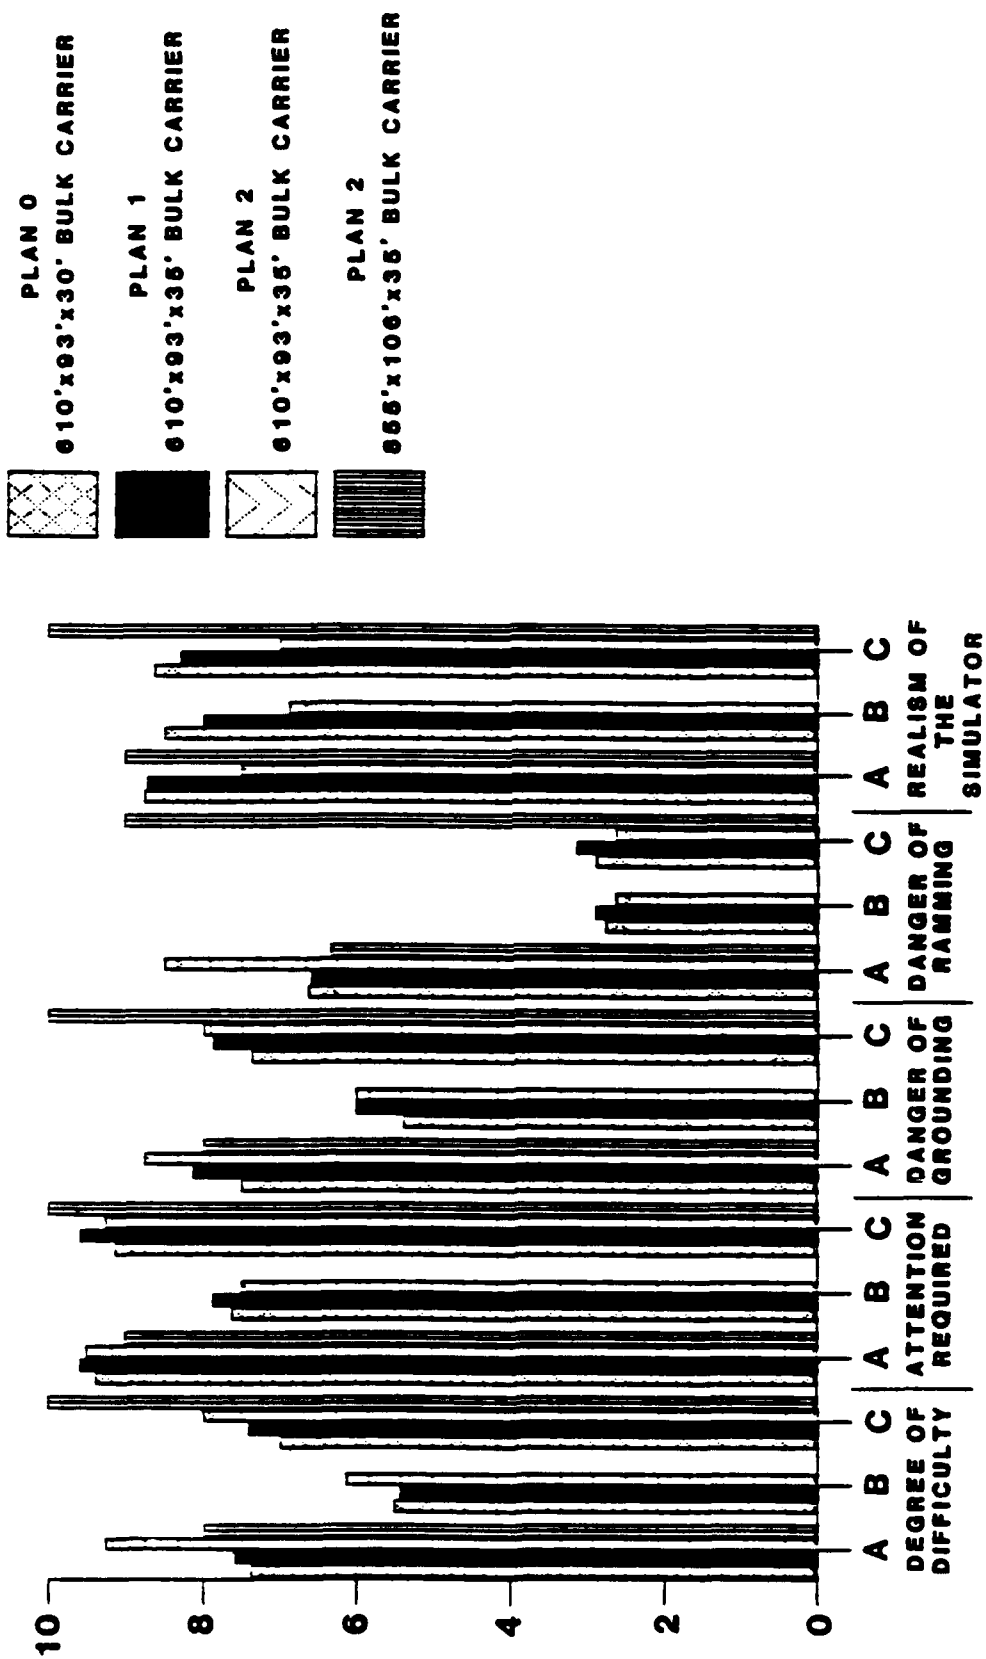 PLAN 0
610'x93'x30' BULK CARRIER
PLAN 1
610'x93'x35' BULK CARRIER
PLAN 2
610'x93'x35' BULK CARRIER
PLAN 2
855'x106'x35' BULK CARRIER
10
8
6
4
2
0
A B C A B C A B C A B C A B C
DEGREE OF
DIFFICULTY
ATTENTION
REQUIRED
DANGER OF
GROUNDING
DANGER OF
RAMMING
REALISM OF
THE
SIMULATOR